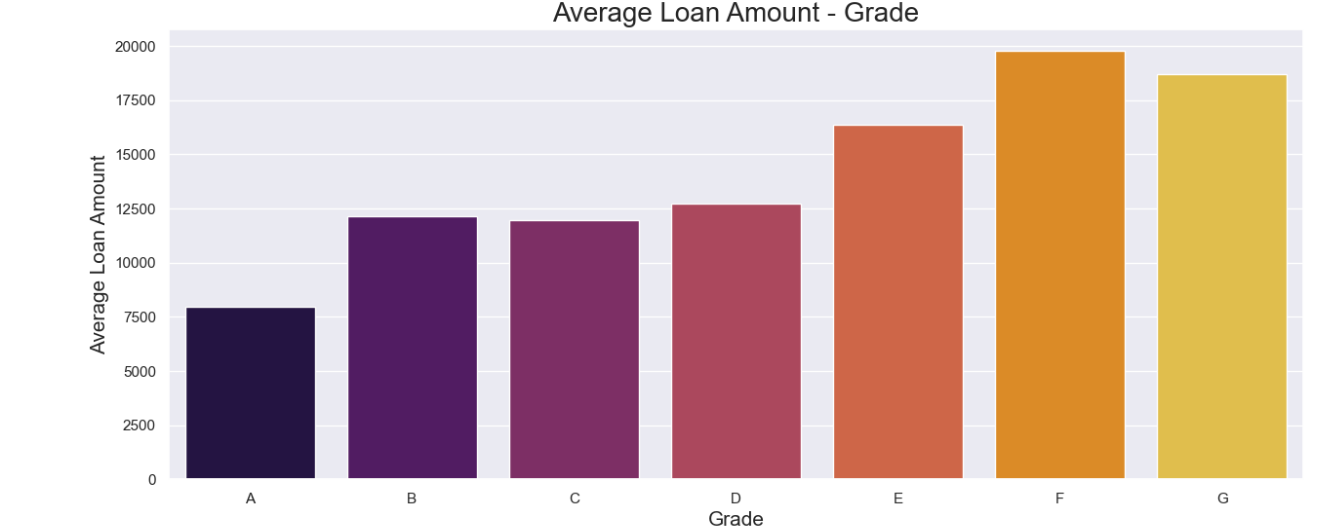 Average Loan Amount - Grade
20000
17500
15000
12500
10000
7500
5000
2500
0
Average Loan Amount
A B C D E F G
Grade